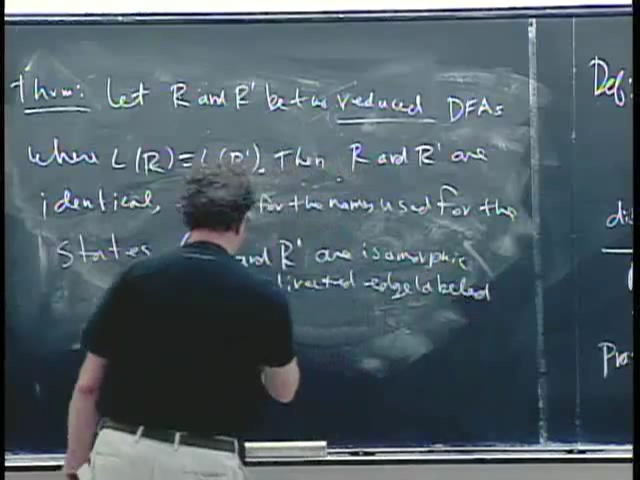 Thm: Let R and R' be two reduced DFAs
where L(R) = L(R'). Then R and R' are
identical, for the names used for the
states and R' are isomorphic
directed edge labeled
Def
di
Pro